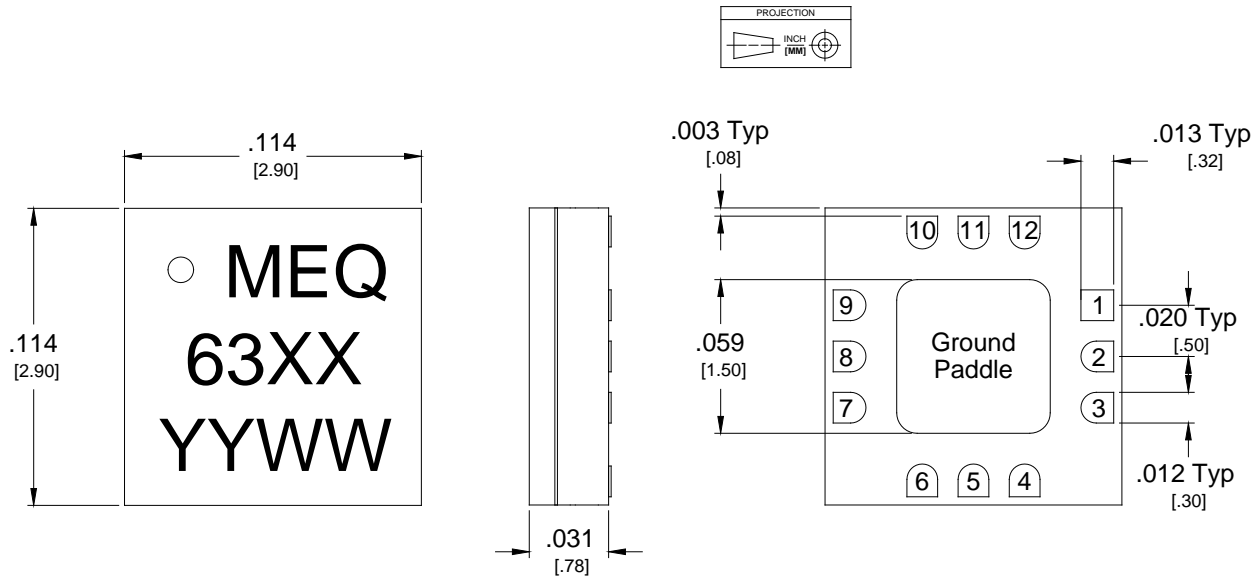 PROJECTION
INCH
[MM]
.114
[2.90]
.114
[2.90]
MEQ
63XX
YYWW
.031
[.78]
.003 Typ
[.08]
.013 Typ
[.32]
10 11 12
9
8
7
1
2
3
6 5 4
Ground
Paddle
.059
[1.50]
.020 Typ
[.50]
.012 Typ
[.30]